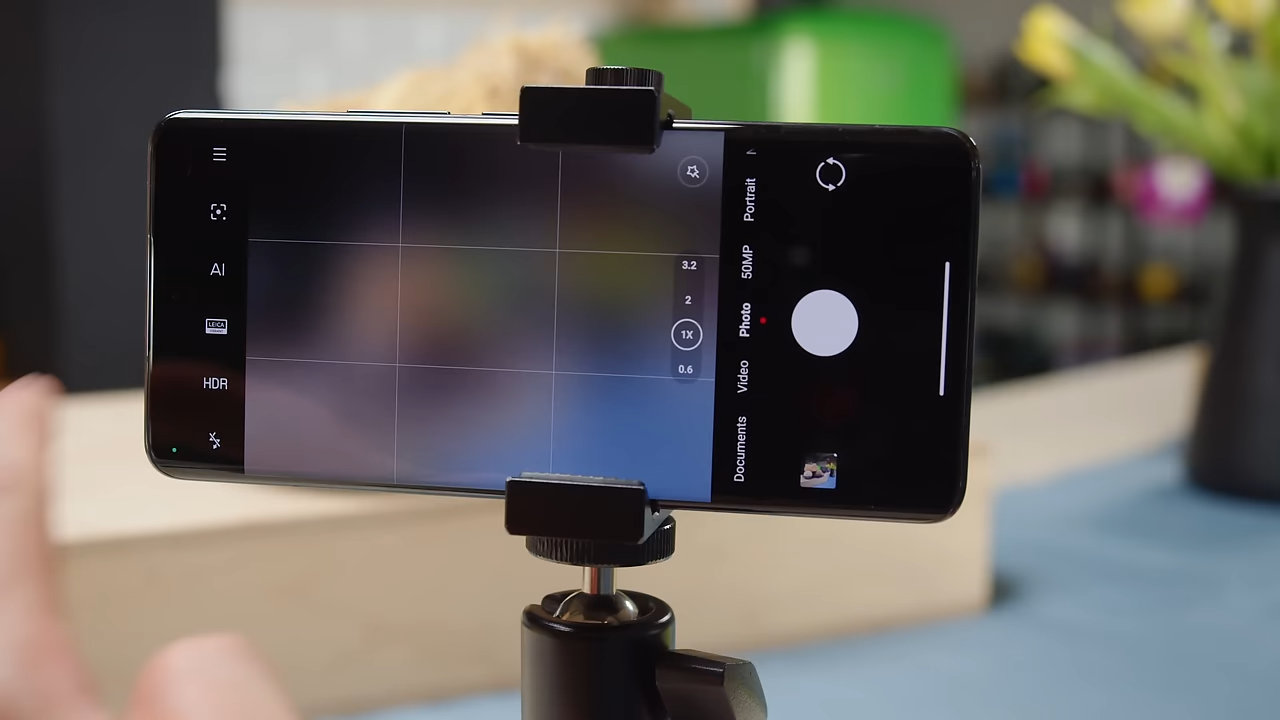 AI
LEICA
HDR
3.2
2
1X
0.6
Portrait
50MP
Photo
Video
Documents